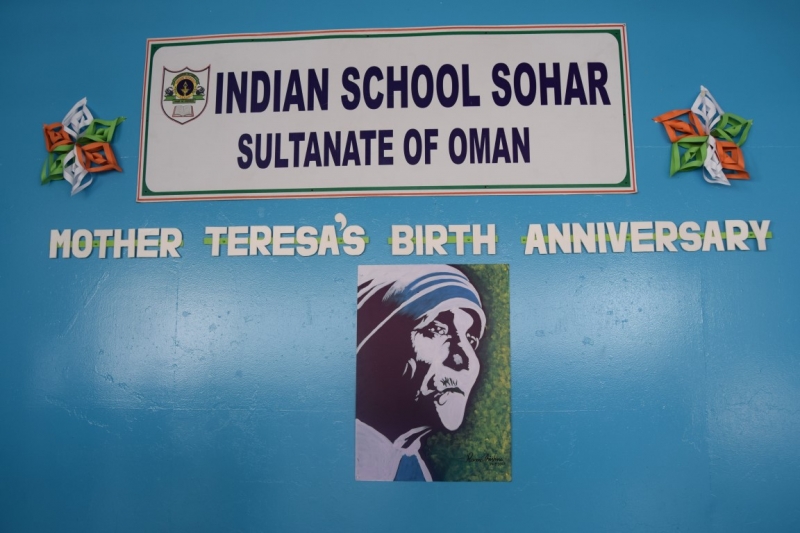 INDIAN SCHOOL SOHAR
SULTANATE OF OMAN
MOTHER TERESA'S BIRTH ANNIVERSARY